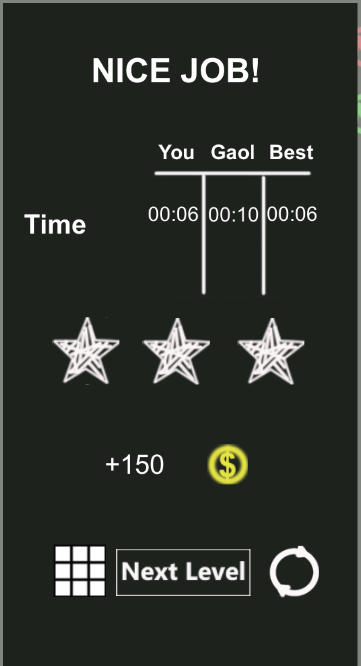 NICE JOB!
You Gaol Best
Time 00:06 00:10 00:06
+150 $
Next Level